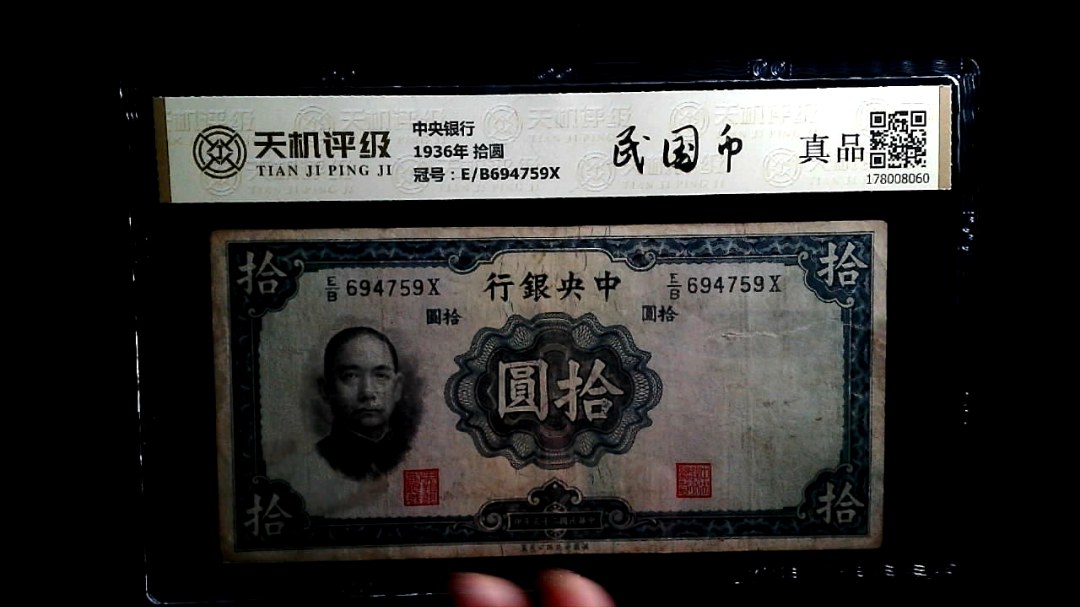 天机评级
TIAN JI PING JI
中央银行
1936年 拾圆
冠号：E/B694759X
民国币
真品
178008060
拾
拾
E/B 694759X
行銀央中
E/B 694759X
圓拾
圓拾
圓拾
拾
拾